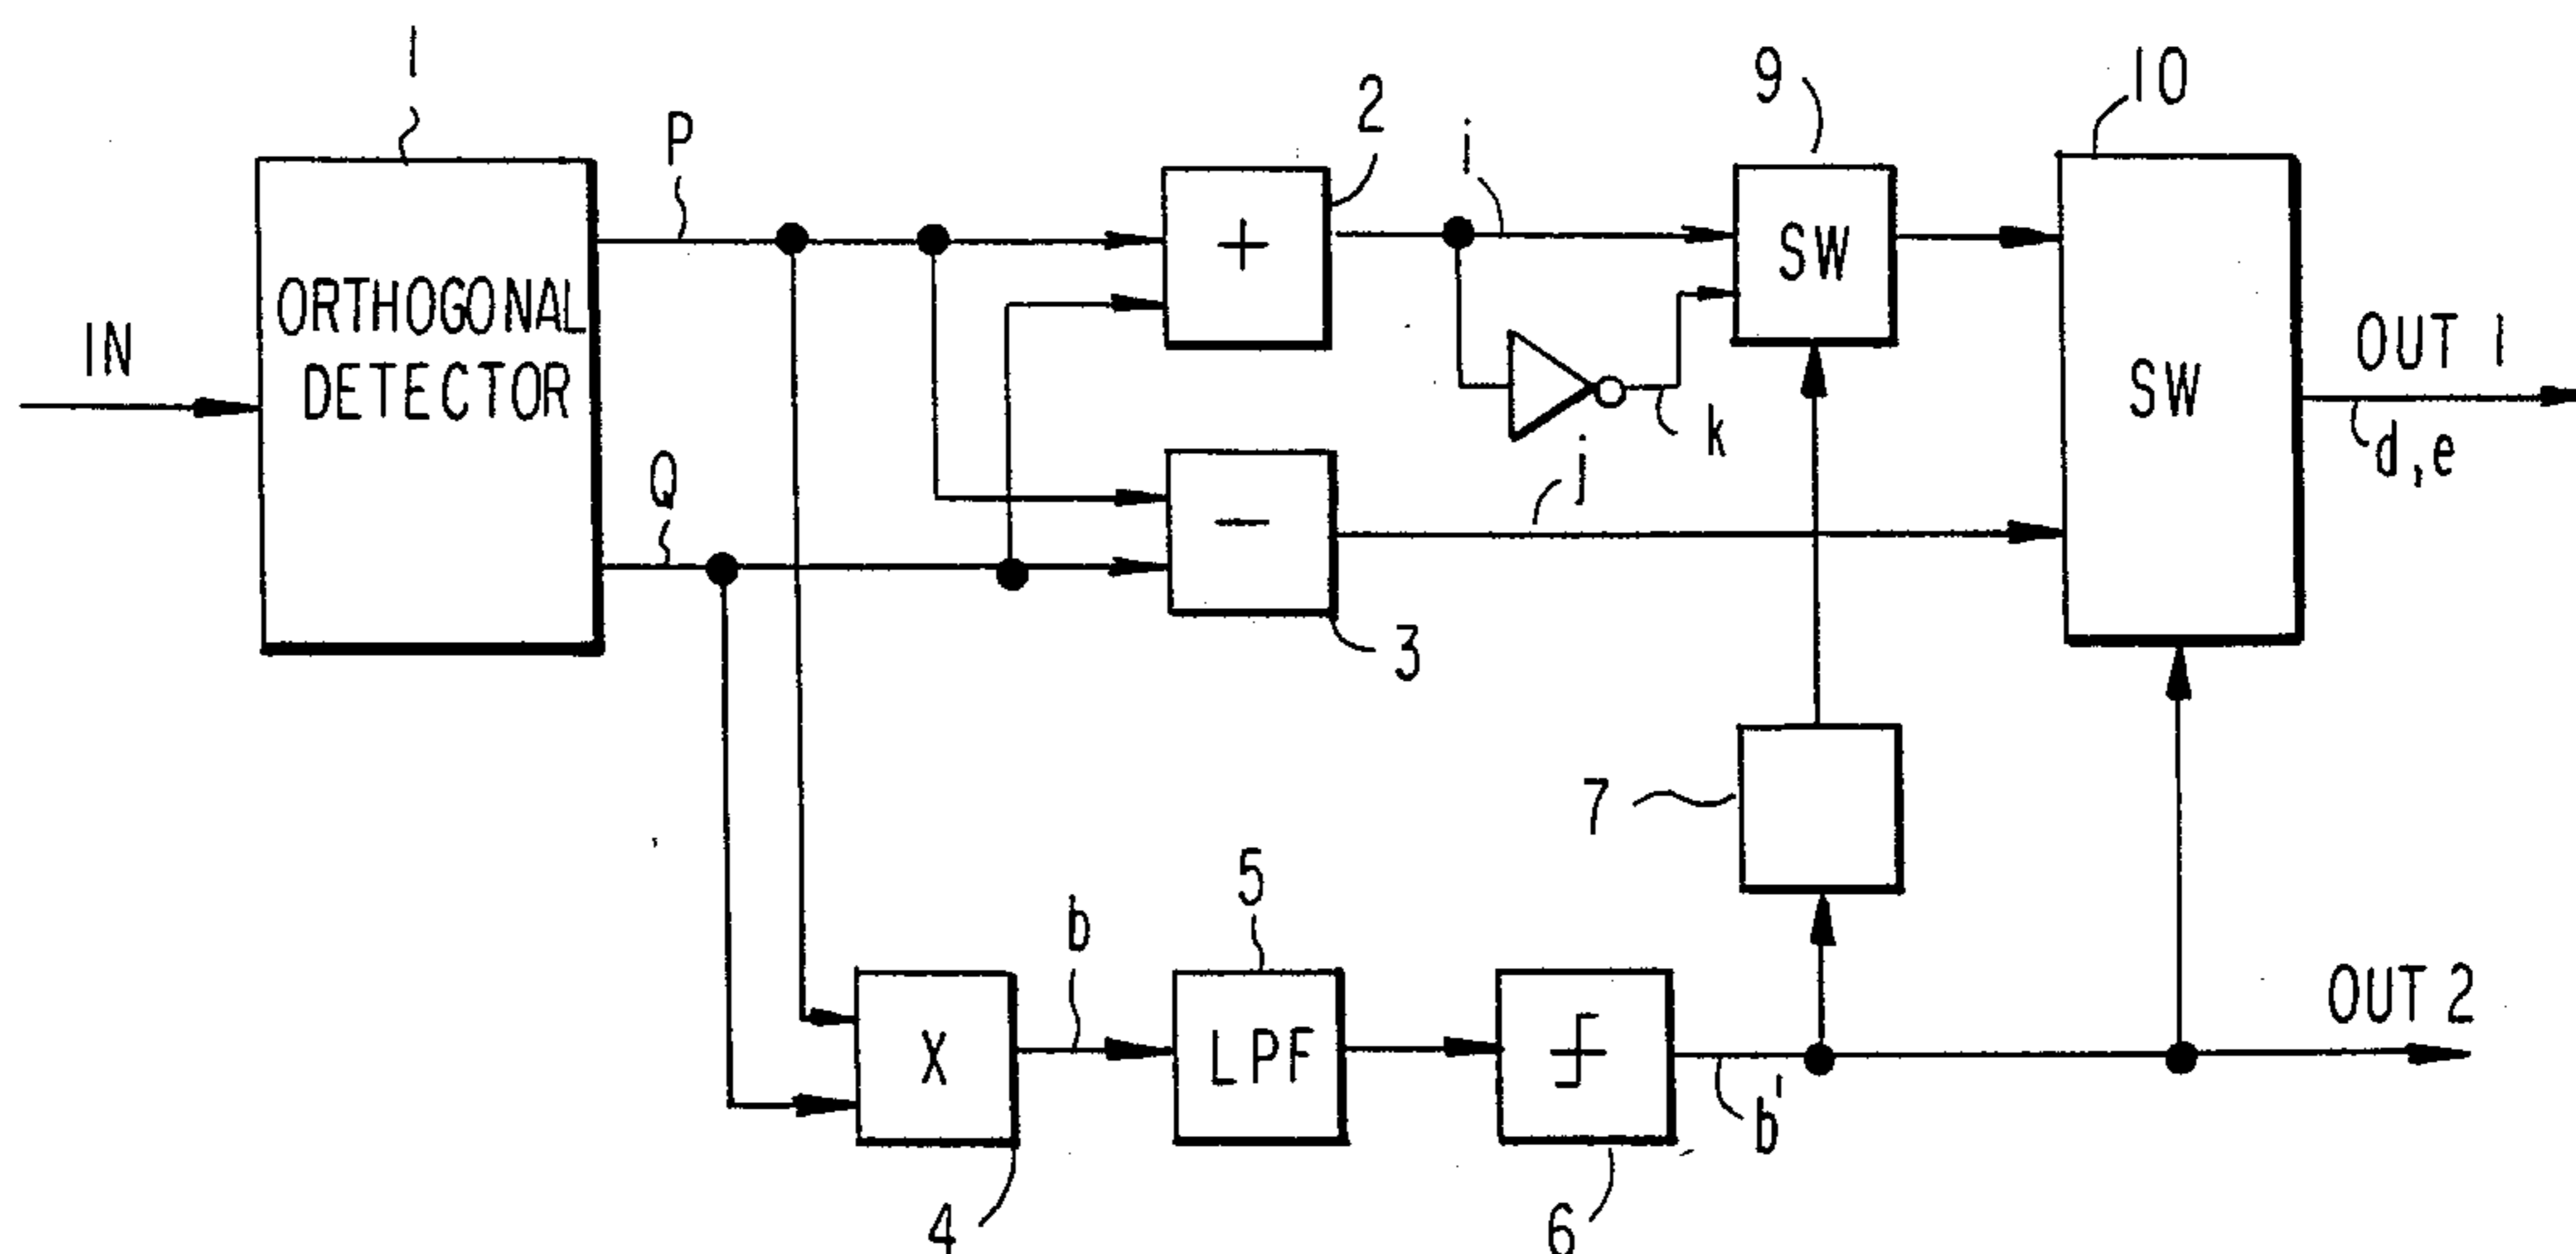 1
P
2
i
9
10
+
SW
ORTHOGONAL
DETECTOR
IN
k
SW
OUT 1
d,e
Q
j
−
3
7
b
5
X
LPF
b'
OUT 2
4
6